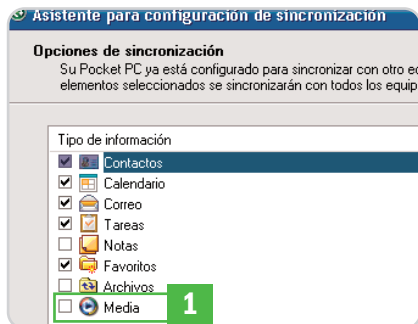 Asistente para configuración de sincronización
Opciones de sincronización
Su Pocket PC ya está configurado para sincronizar con otro
elementos seleccionados se sincronizarán con todos los
Tipo de información
Contactos
Calendario
Correo
Tareas
Notas
Favoritos
Archivos
Media 1